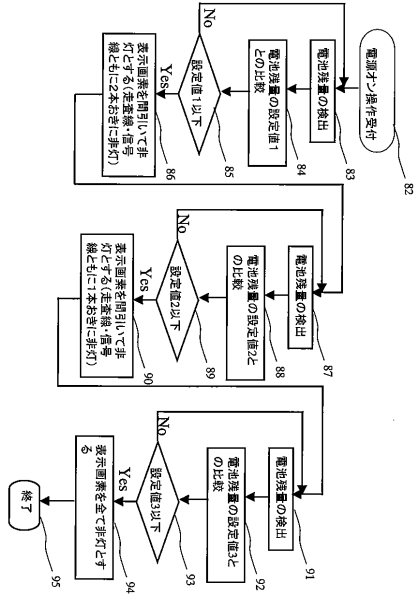 電源オン操作受付
82
電池残量の検出
83
電池残量の設定値1
との比較
84
設定値1以下
85
No
Yes
表示画素を間引いて非
灯とする(走査線・信号
線ともに2本おきに非灯)
86
電池残量の検出
87
電池残量の設定値2と
の比較
88
設定値2以下
89
No
Yes
表示画素を間引いて非
灯とする(走査線・信号
線ともに1本おきに非灯)
90
電池残量の検出
91
電池残量の設定値3と
の比較
92
設定値3以下
93
No
Yes
表示画素を全て非灯とす
る
94
終了
95